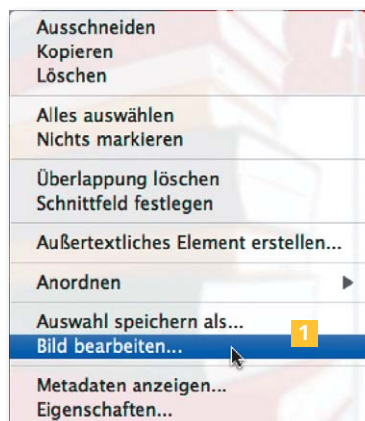 Ausschneiden
Kopieren
Löschen
Alles auswählen
Nichts markieren
Überlappung löschen
Schnittfeld festlegen
Außertextliches Element erstellen...
Anordnen
Auswahl speichern als...
1
Bild bearbeiten...
Metadaten anzeigen...
Eigenschaften...